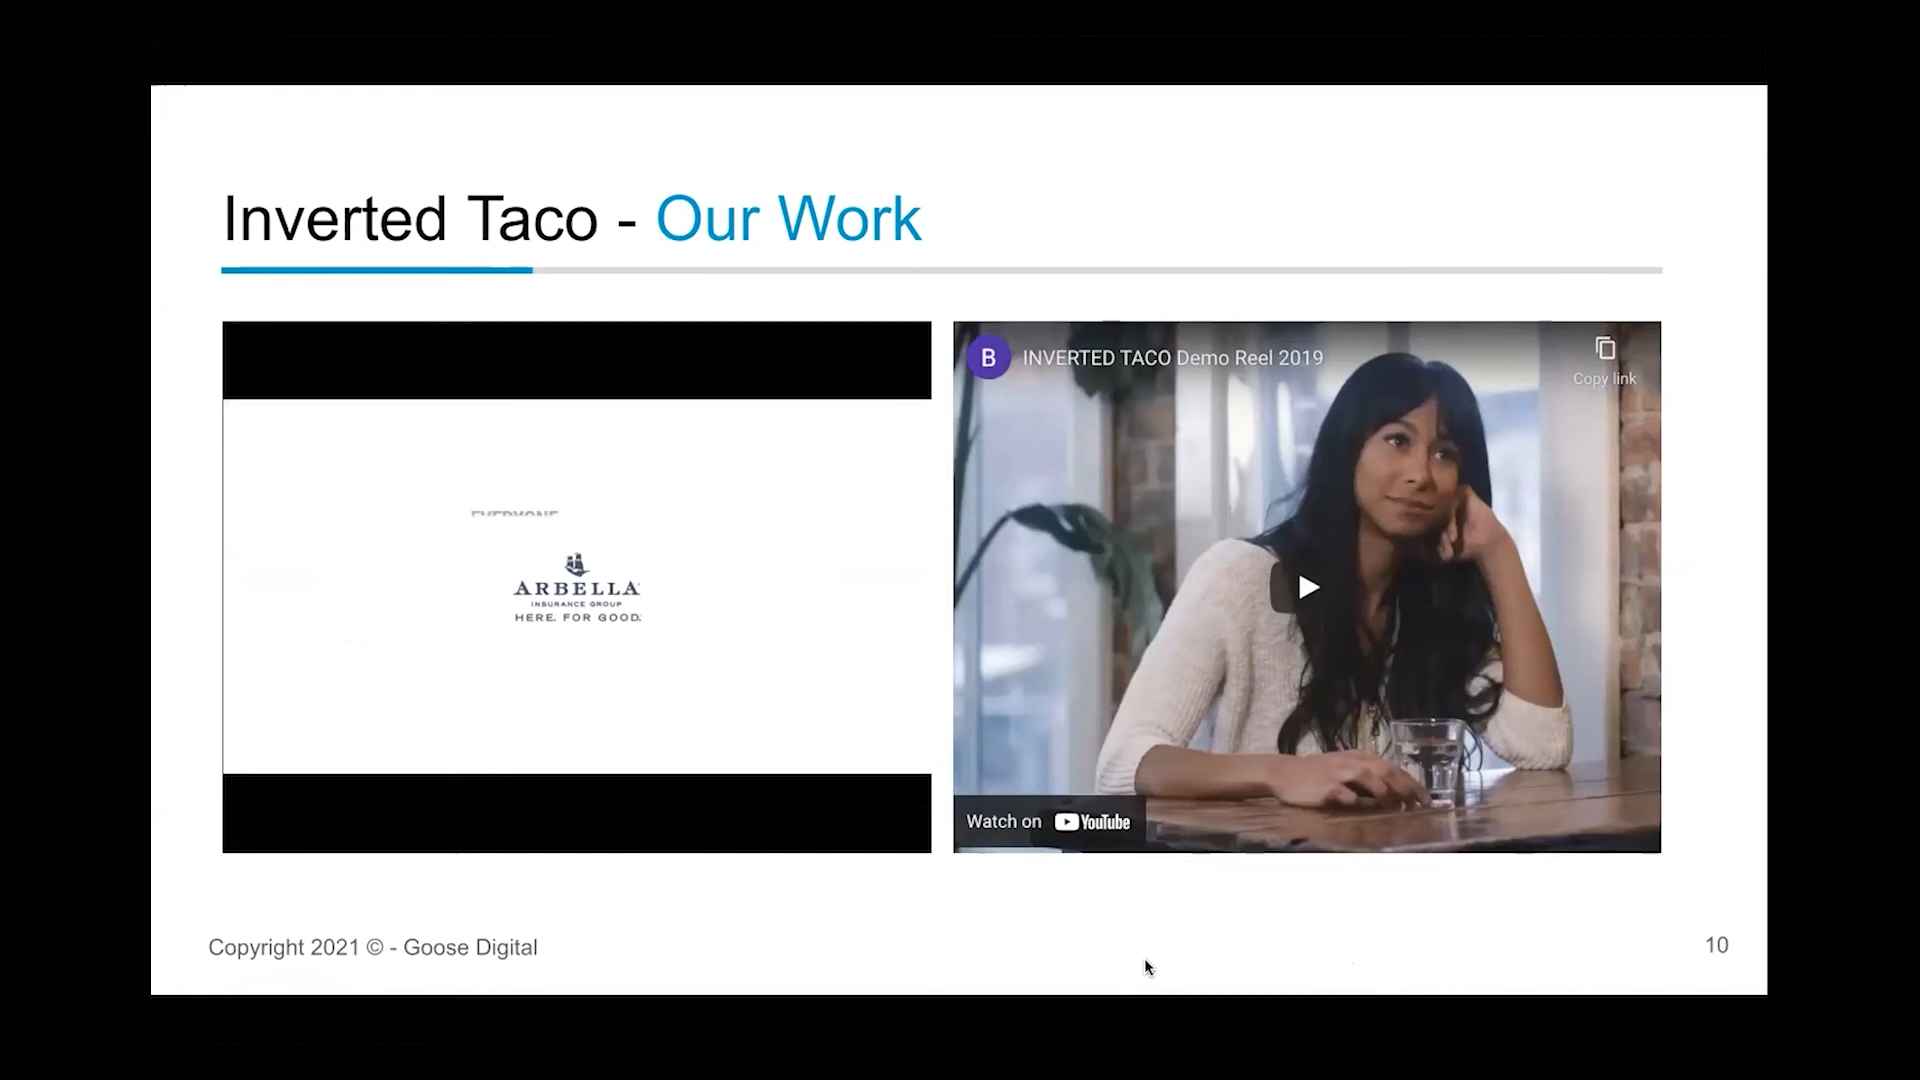 Inverted Taco - Our Work
EVERYONE
ARBELLA
INSURANCE GROUP
HERE. FOR GOOD.
B INVERTED TACO Demo Reel 2019
Copy link
Watch on YouTube
Copyright 2021 © - Goose Digital
10